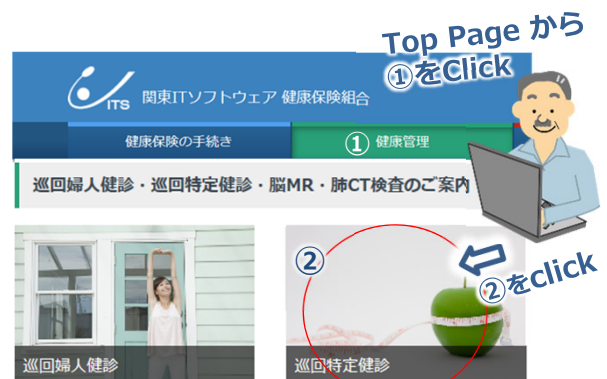 Top Page から
①をClick
ITS 関東ITソフトウェア 健康保険組合
健康保険の手続き ① 健康管理
巡回婦人健診・巡回特定健診・脳MR・肺CT検査のご案内
②
②をclick
巡回婦人健診 巡回特定健診